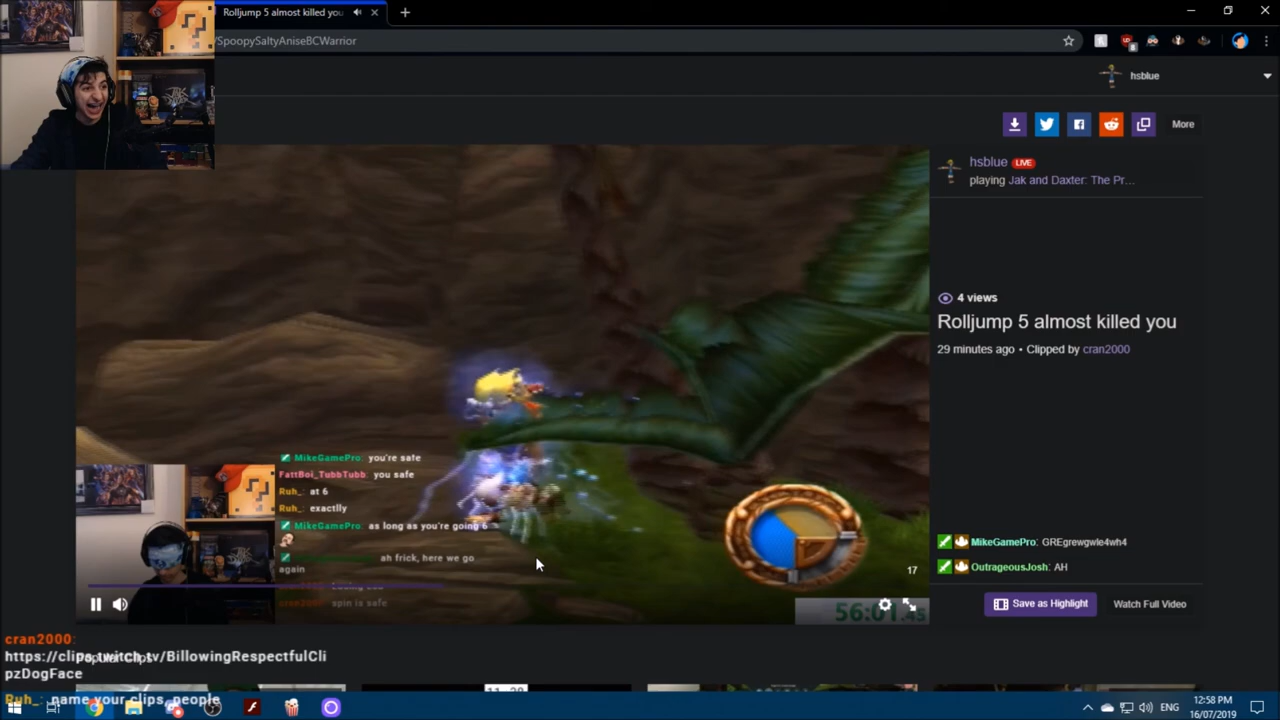 Rolljump 5 almost killed you
/SpoopySaltyAniseBCWarrior
hsblue
More
hsblue LIVE
playing Jak and Daxter: The Pr...
4 views
Rolljump 5 almost killed you
29 minutes ago • Clipped by cran2000
MikeGamePro: you're safe
FattBoi_TubbTubb: you safe
Ruh_: at 6
Ruh_: exactlly
MikeGamePro: as long as you're going 6
ah frick, here we go
again
cran2000: spin is safe
17
56:01.45
MikeGamePro: GREgrewgwle4wh4
OutrageousJosh: AH
Save as Highlight
Watch Full Video
cran2000:
https://clips.twitch.tv/BillowingRespectfulCli
pzDogFace
Popular Clips
Ruh_: name your clips, people
ENG
12:58 PM
16/07/2019